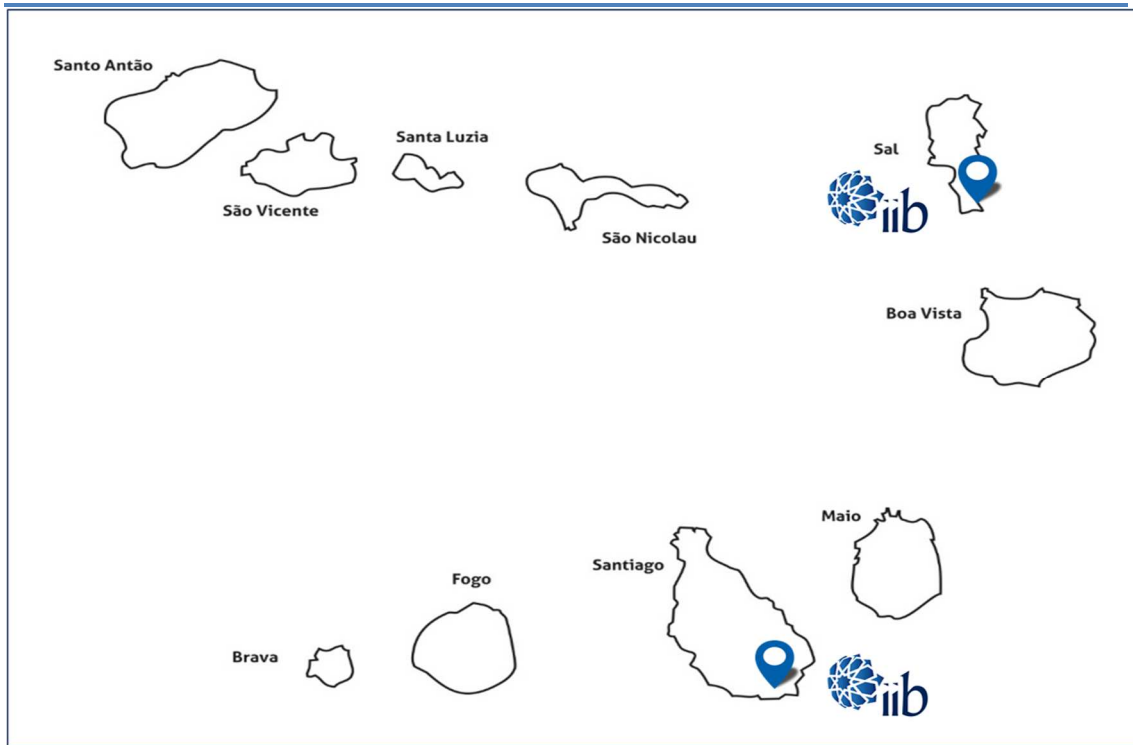 Santo Antão
Santa Luzia
Sal
São Vicente
iib
São Nicolau
Boa Vista
Maio
Santiago
Fogo
Brava
iib